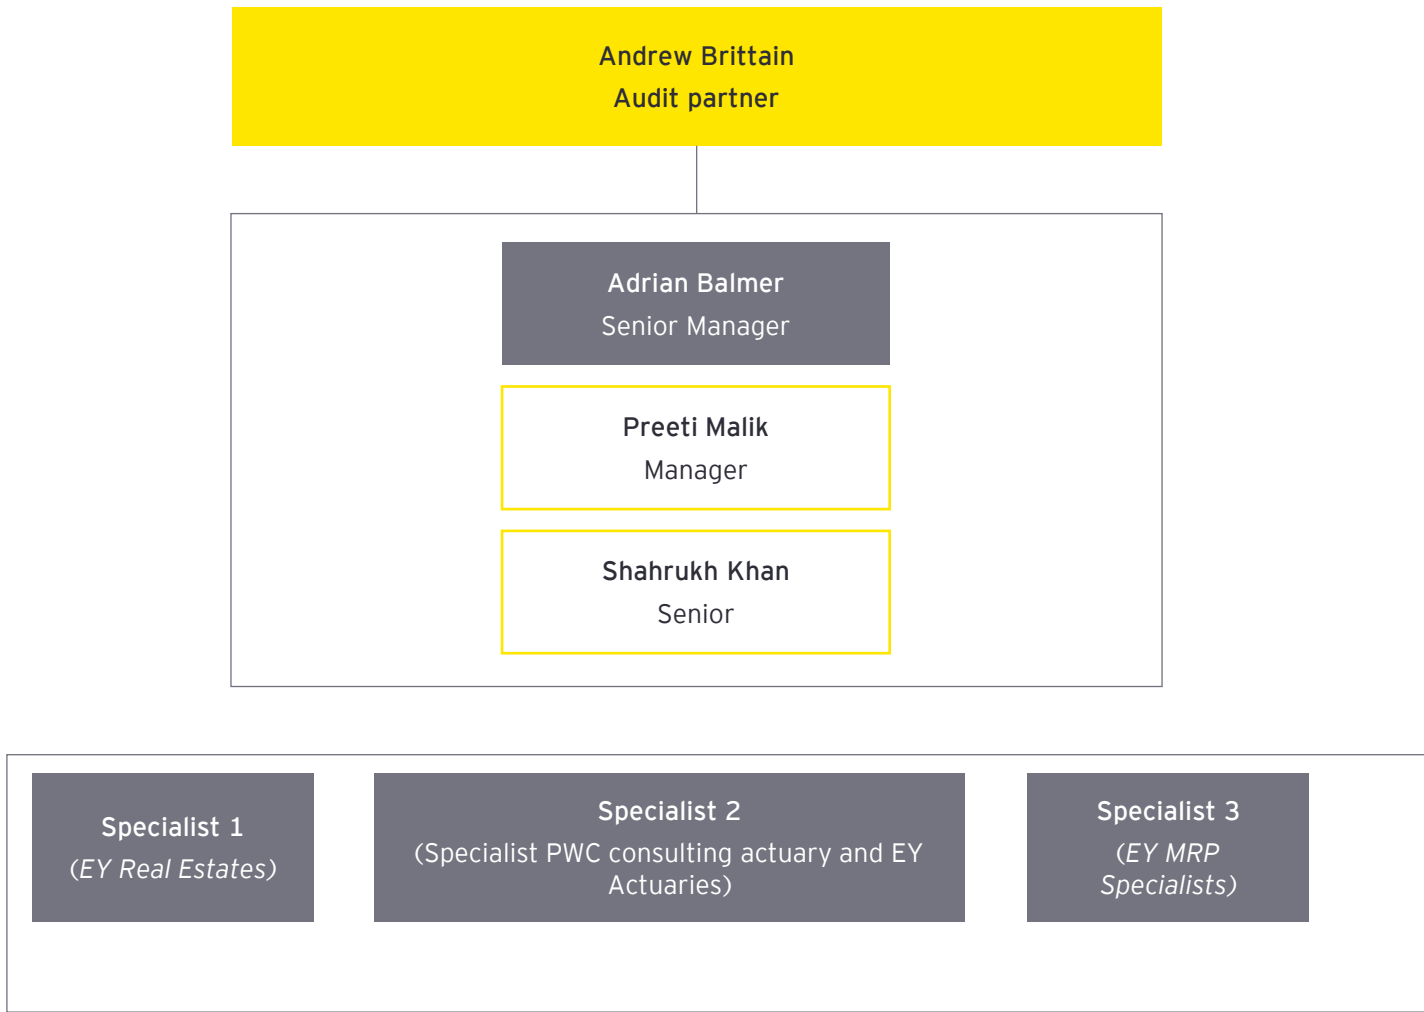 Andrew Brittain
Audit partner
Adrian Balmer
Senior Manager
Preeti Malik
Manager
Shahrukh Khan
Senior
Specialist 1
(EY Real Estates)
Specialist 2
(Specialist PWC consulting actuary and EY
Actuaries)
Specialist 3
(EY MRP
Specialists)